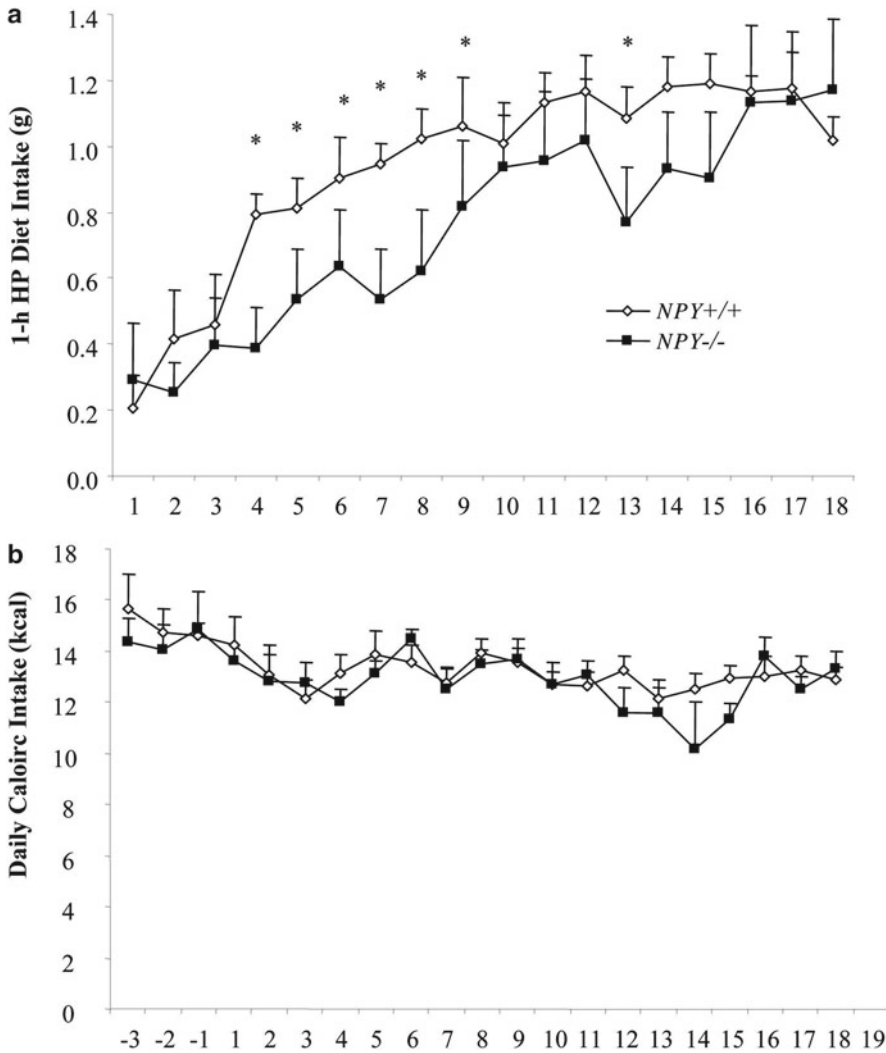 a
1-h HP Diet Intake (g)
1.4
1.2
1.0
0.8
0.6
0.4
0.2
0.0
* * * * * * *
NPY+/+
NPY-/-
1 2 3 4 5 6 7 8 9 10 11 12 13 14 15 16 17 18
b
Daily Caloirc Intake (kcal)
18
16
14
12
10
8
6
4
2
0
-3 -2 -1 1 2 3 4 5 6 7 8 9 10 11 12 13 14 15 16 17 18 19